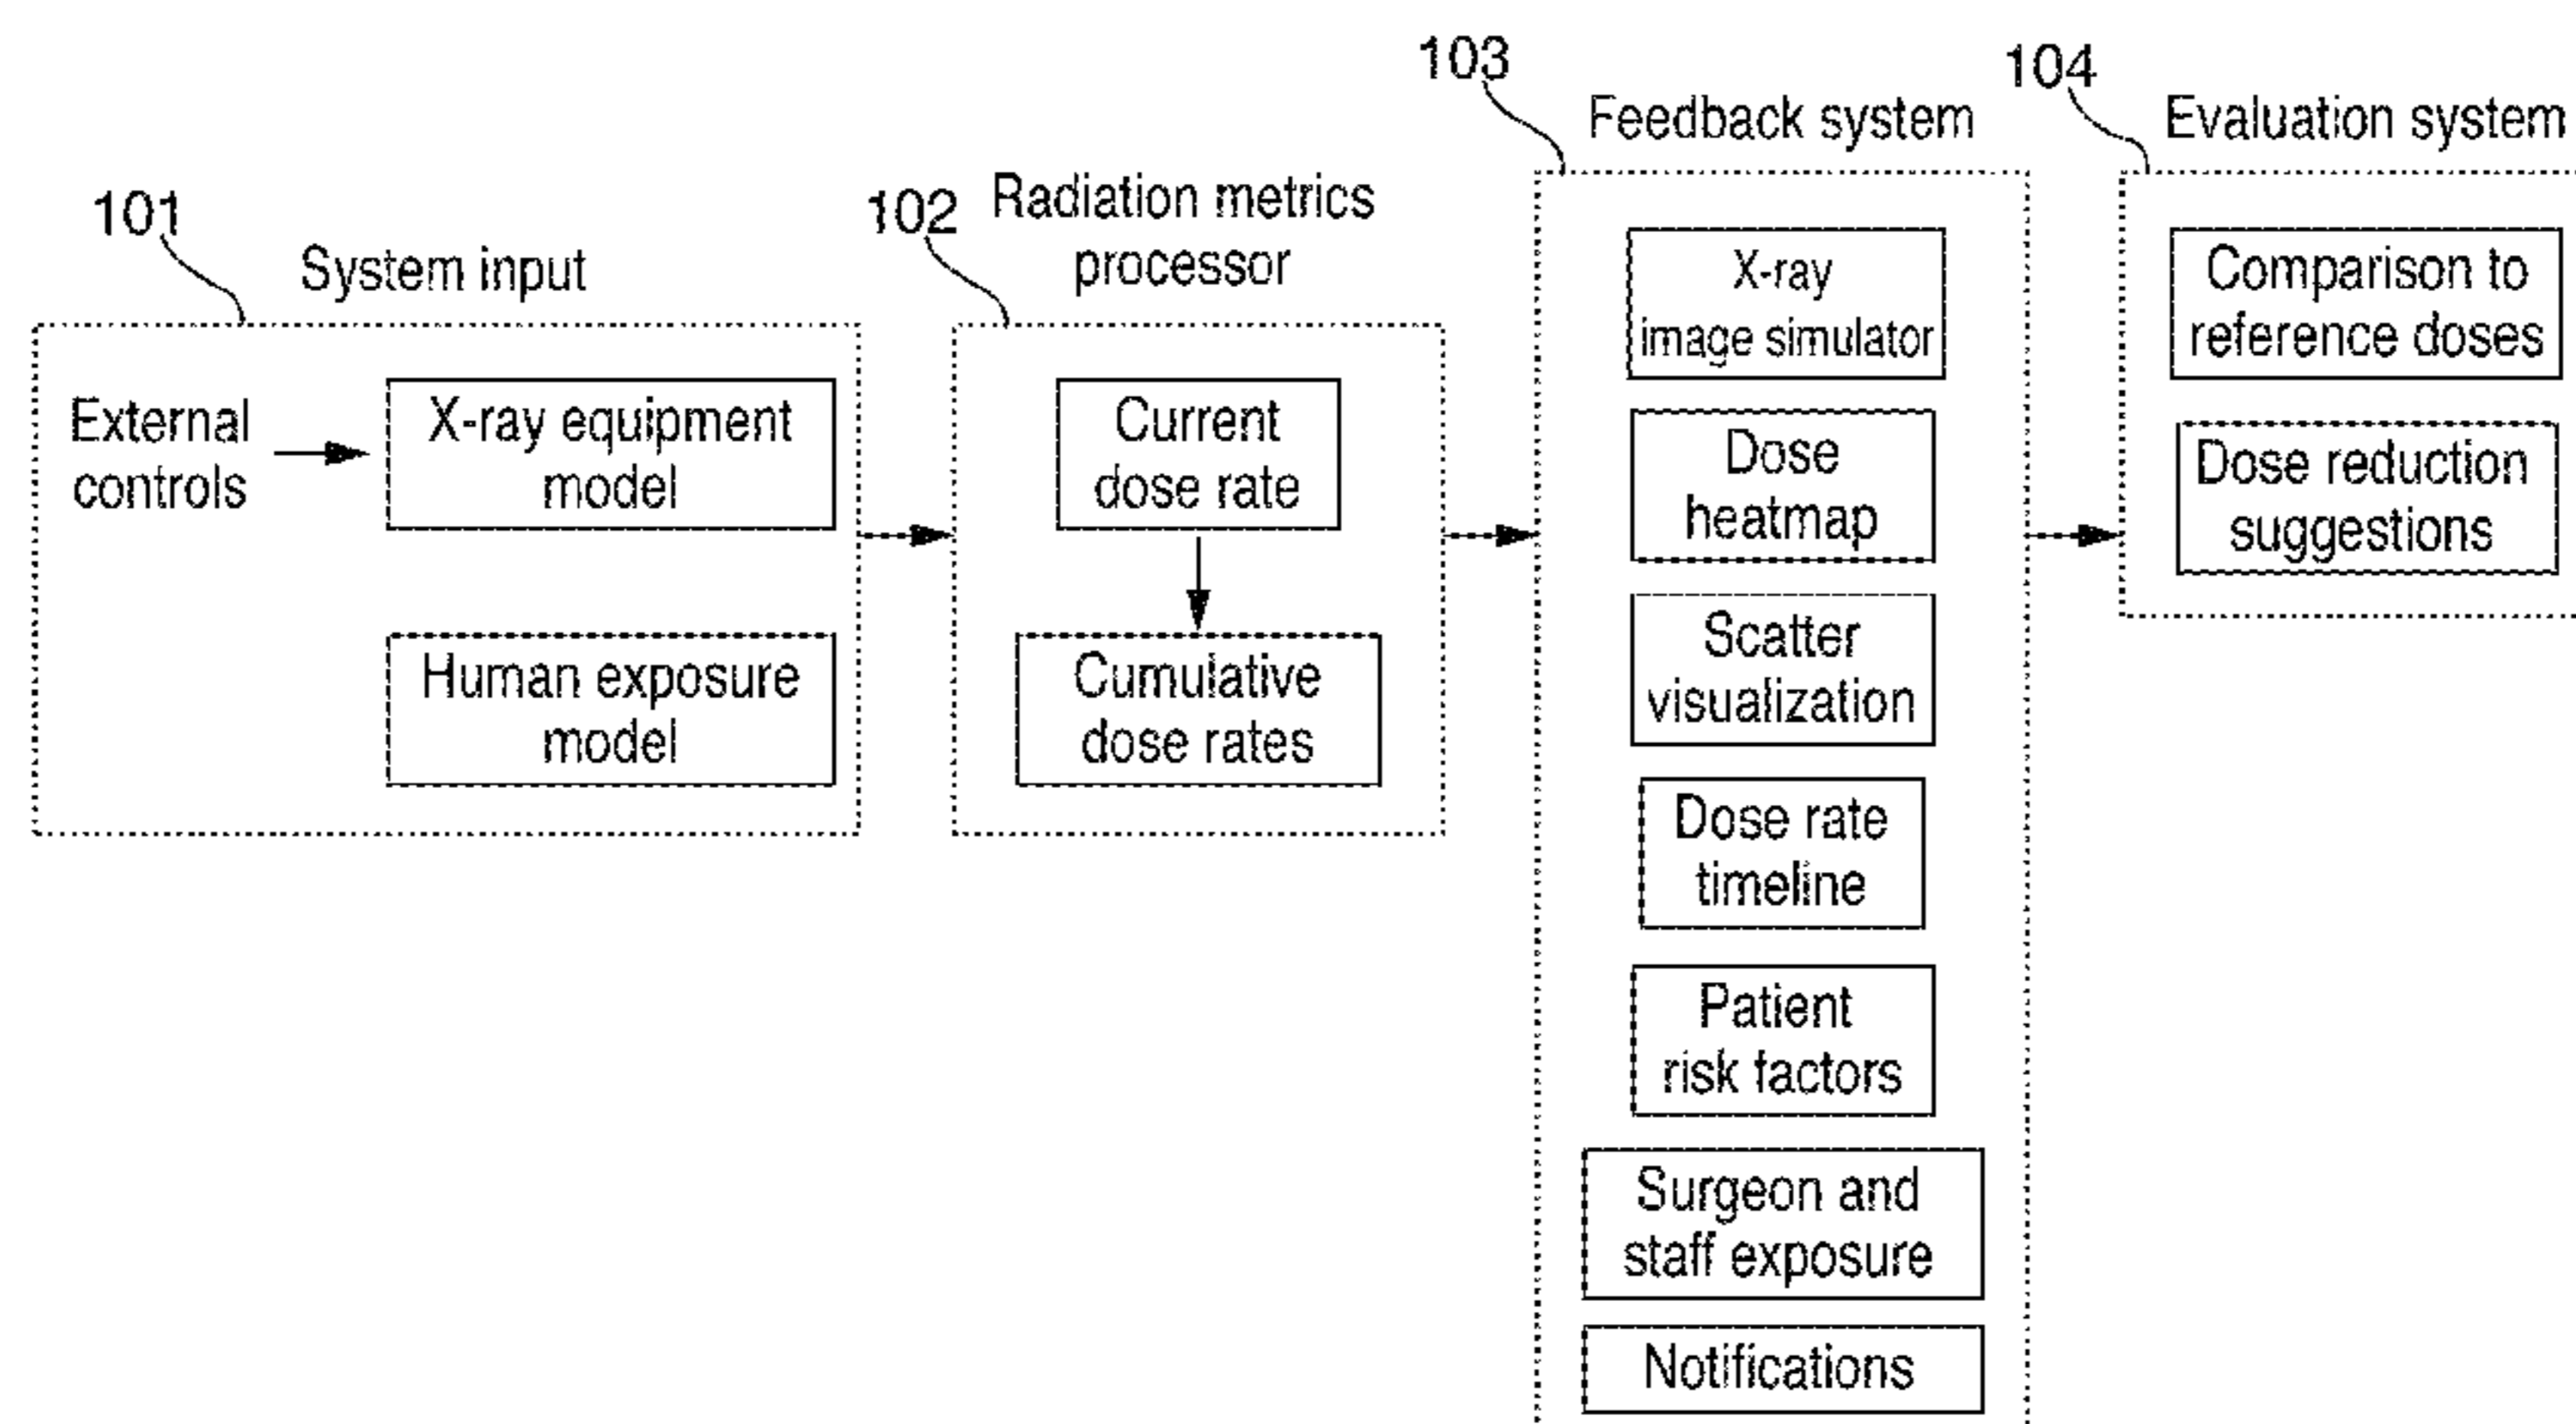 101
System input
External
controls
X-ray equipment
model
Human exposure
model
102
Radiation metrics
processor
Current
dose rate
Cumulative
dose rates
103
Feedback system
X-ray
image simulator
Dose
heatmap
Scatter
visualization
Dose rate
timeline
Patient
risk factors
Surgeon and
staff exposure
Notifications
104
Evaluation system
Comparison to
reference doses
Dose reduction
suggestions